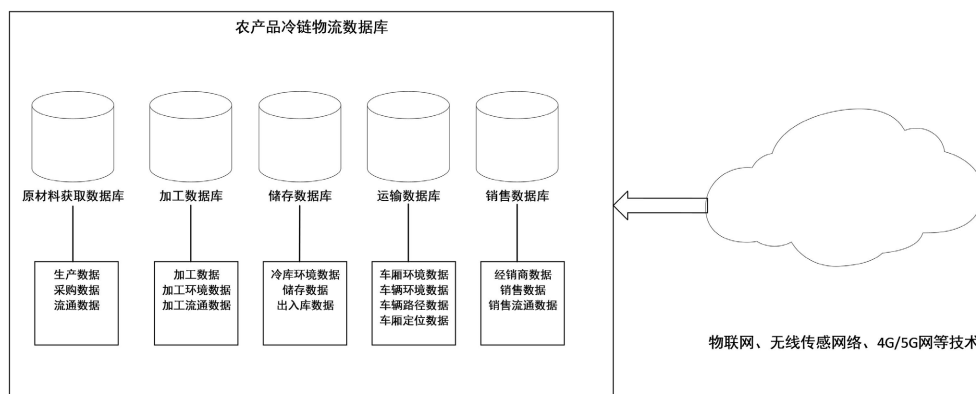 农产品冷链物流数据库
原材料获取数据库
加工数据库
储存数据库
运输数据库
销售数据库
生产数据
采购数据
流通数据
加工数据
加工环境数据
加工流通数据
冷库环境数据
储存数据
出入库数据
车厢环境数据
车辆环境数据
车辆路径数据
车厢定位数据
经销商数据
销售数据
销售流通数据
物联网、无线传感网络、4G/5G网等技术